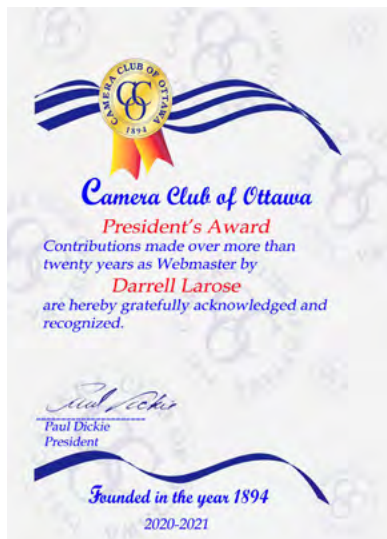 CAMERA CLUB OF OTTAWA
CCO
1894
Camera Club of Ottawa
President's Award
Contributions made over more than
twenty years as Webmaster by
Darrell Larose
are hereby gratefully acknowledged and
recognized.
Paul Dickie
Paul Dickie
President
Founded in the year 1894
2020-2021